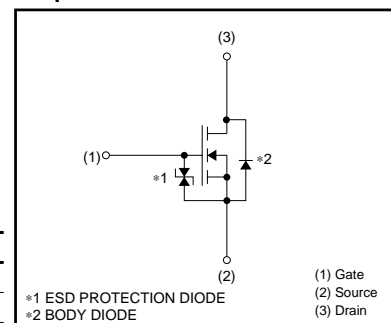 (3)
(1)
∗1
∗2
(2)
∗1 ESD PROTECTION DIODE
∗2 BODY DIODE
(1) Gate
(2) Source
(3) Drain